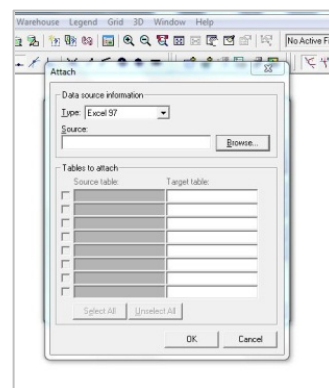 Warehouse Legend Grid 3D Window Help
No Active Fi
Attach
Data source information
Type: Excel 97
Source:
Browse...
Tables to attach
Source table: Target table:
Select All Unselect All
OK Cancel